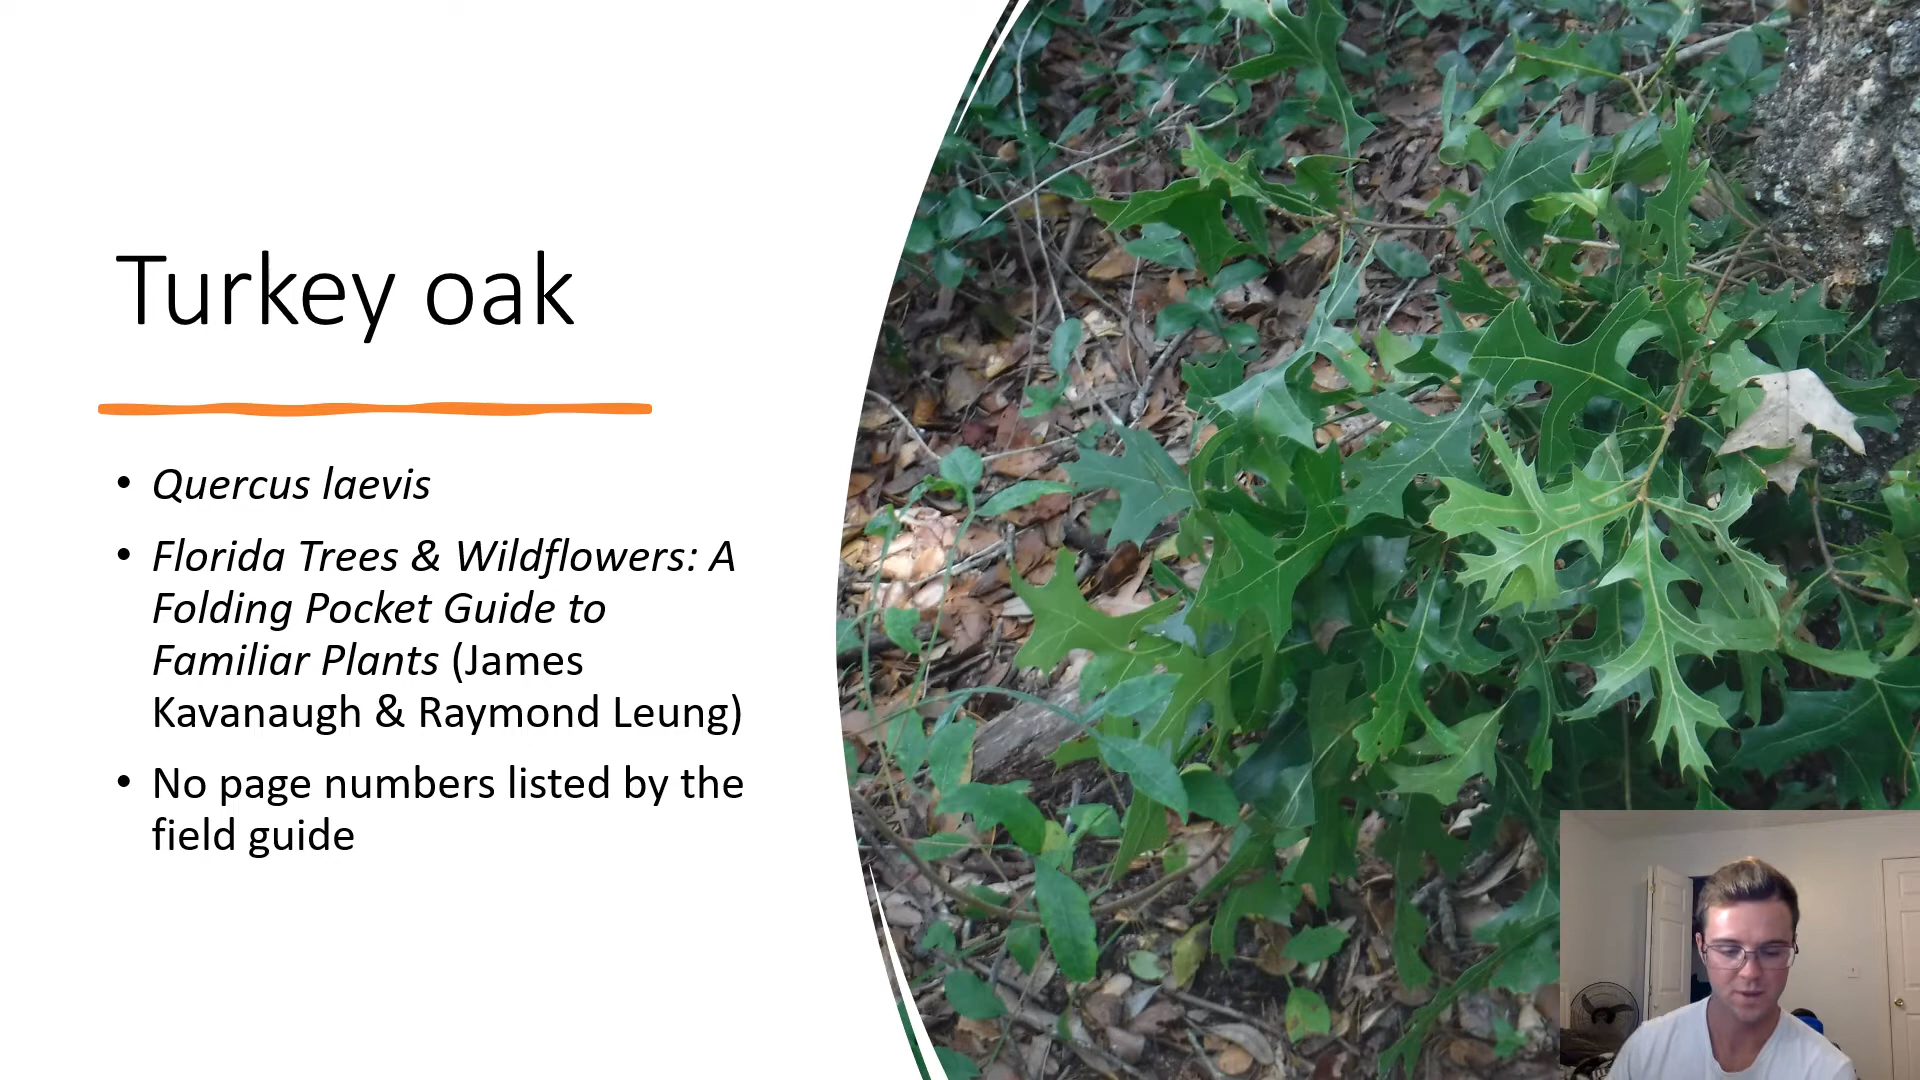 Turkey oak
• Quercus laevis
• Florida Trees & Wildflowers: A
Folding Pocket Guide to
Familiar Plants (James
Kavanaugh & Raymond Leung)
• No page numbers listed by the
field guide